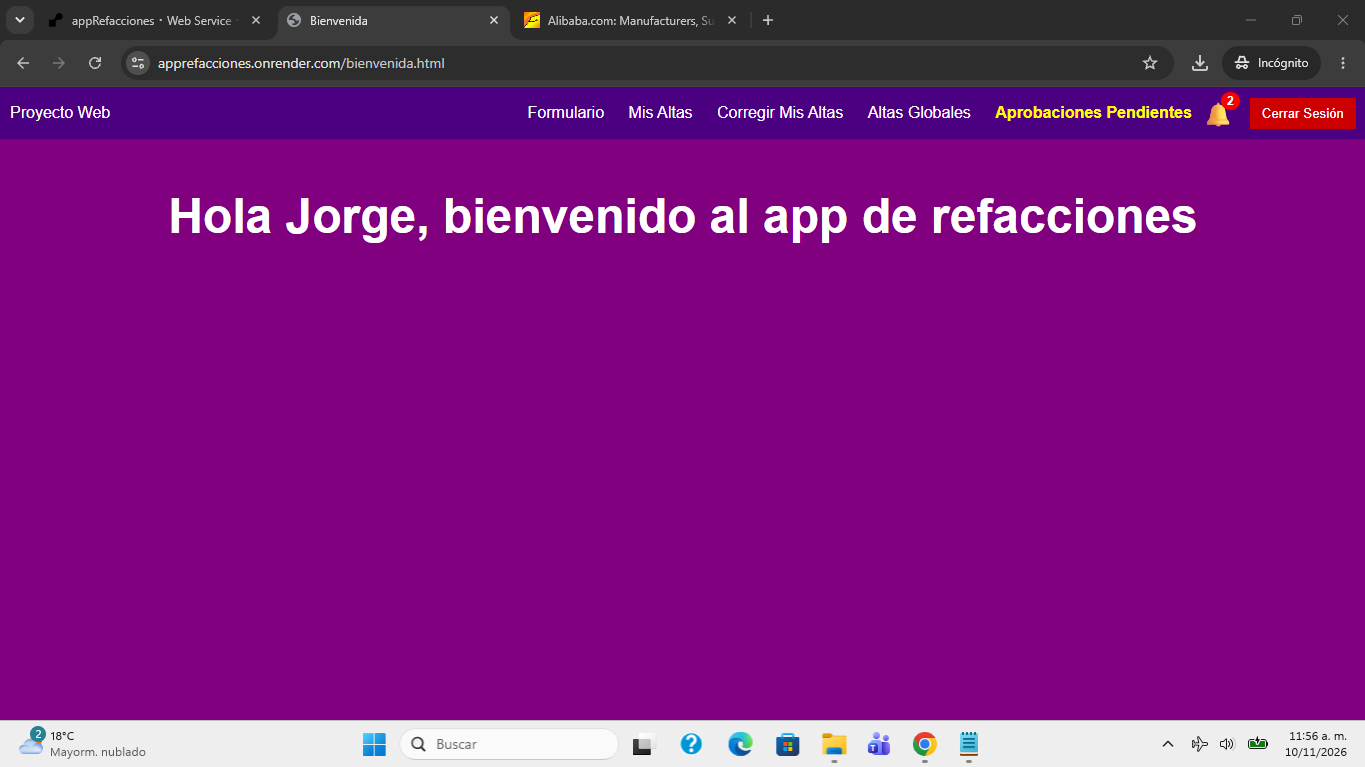 appRefacciones · Web Service
Bienvenida
Alibaba.com: Manufacturers, Su
apprefacciones.onrender.com/bienvenida.html
Incógnito
Proyecto Web
Formulario
Mis Altas
Corregir Mis Altas
Altas Globales
Aprobaciones Pendientes
2
Cerrar Sesión
Hola Jorge, bienvenido al app de refacciones
2
18°C
Mayorm. nublado
Buscar
11:56 a. m.
10/11/2026